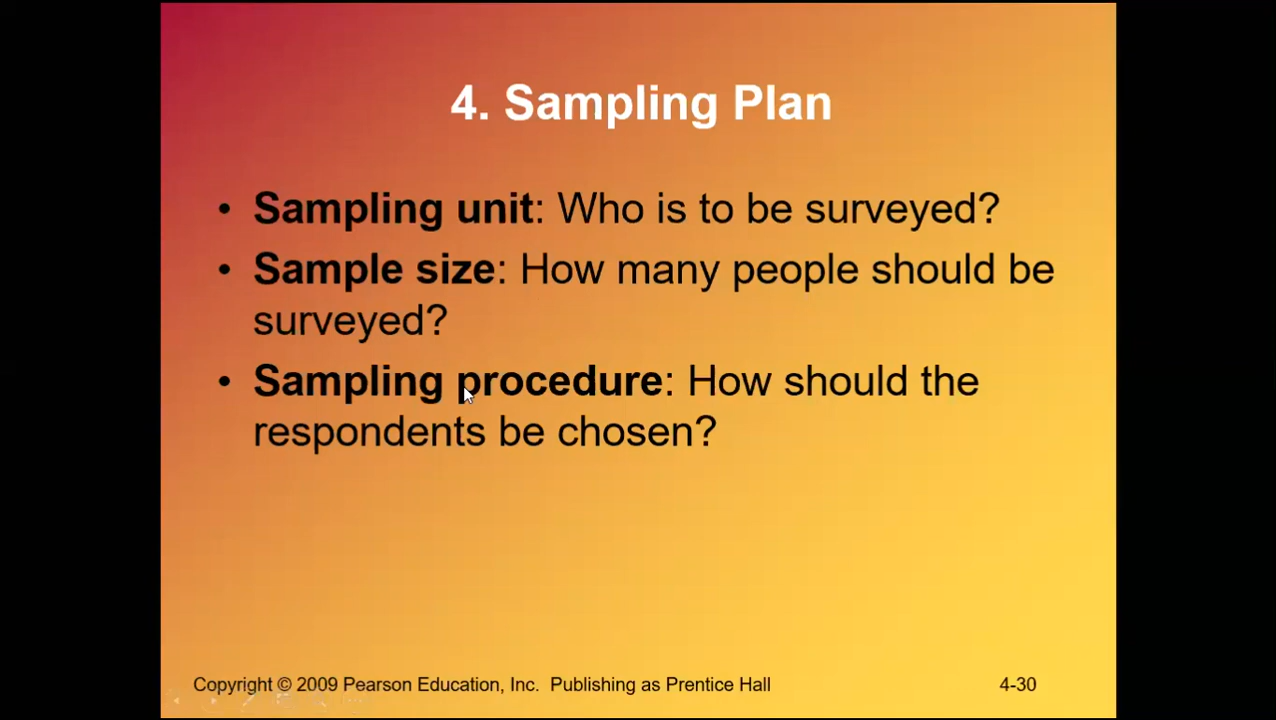 4. Sampling Plan
• Sampling unit: Who is to be surveyed?
• Sample size: How many people should be
surveyed?
• Sampling procedure: How should the
respondents be chosen?
Copyright © 2009 Pearson Education, Inc. Publishing as Prentice Hall
4-30